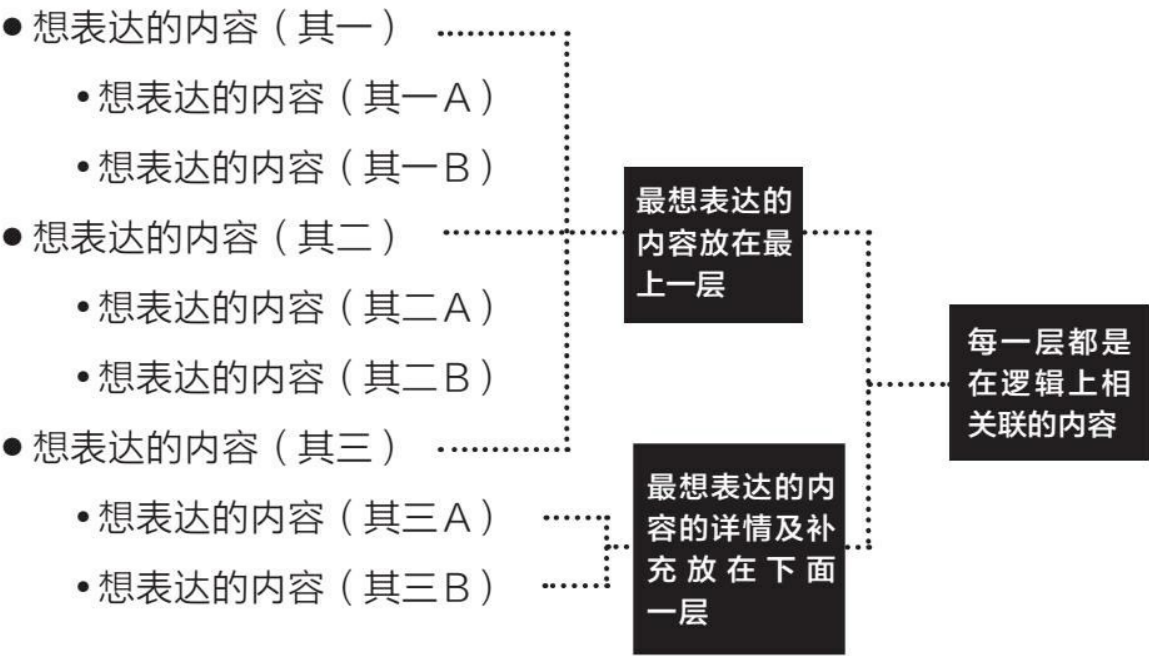 ● 想表达的内容（其一）
• 想表达的内容（其一A）
• 想表达的内容（其一B）
● 想表达的内容（其二）
• 想表达的内容（其二A）
• 想表达的内容（其二B）
● 想表达的内容（其三）
• 想表达的内容（其三A）
• 想表达的内容（其三B）
最想表达的
内容放在最
上一层
最想表达的内
容的详情及补
充放在下面
一层
每一层都是
在逻辑上相
关联的内容